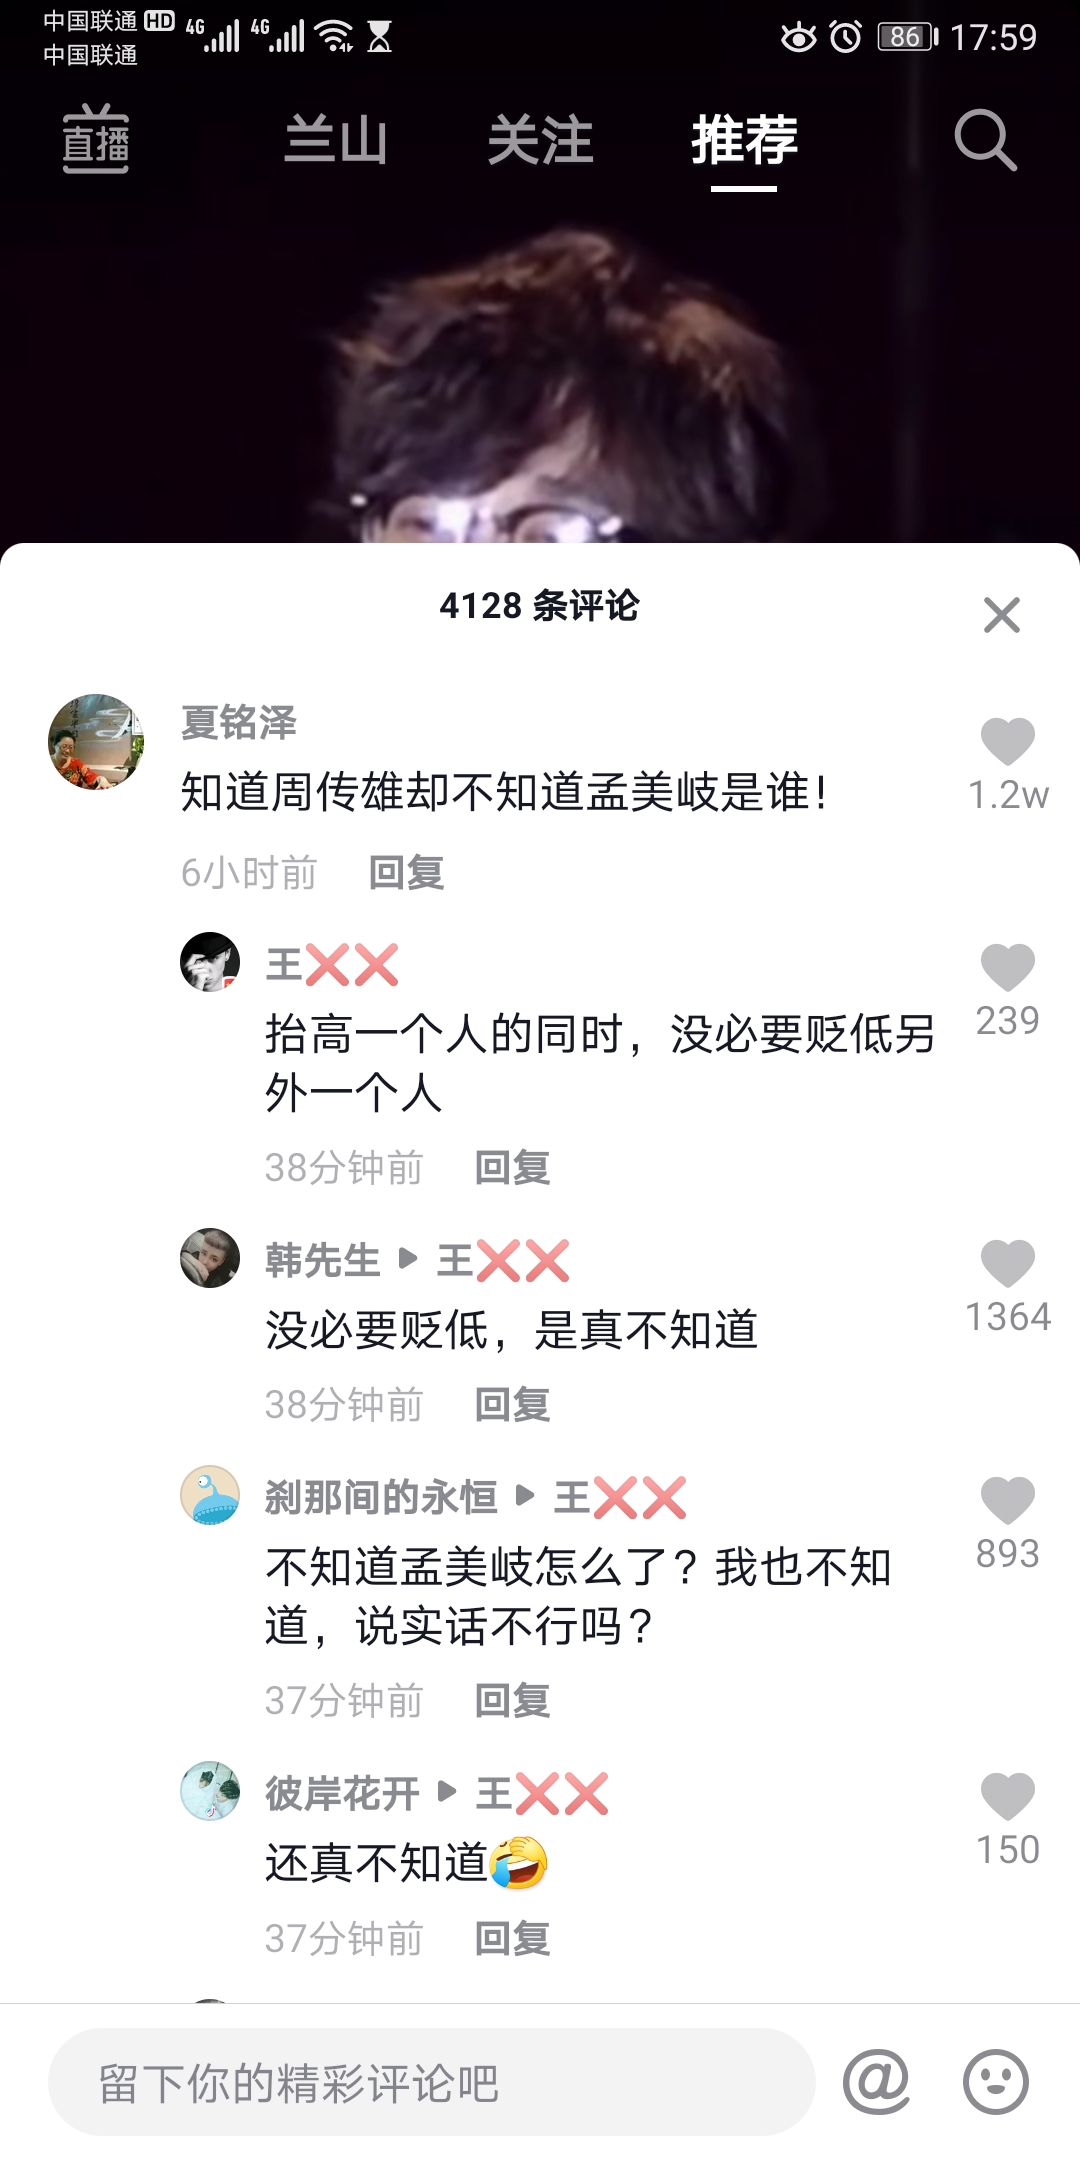 中国联通 HD 4G 4G 86 17:59
中国联通
直播 兰山 关注 推荐
4128 条评论
夏铭泽
知道周传雄却不知道孟美岐是谁！
1.2w
6小时前 回复
王❌❌
抬高一个人的同时，没必要贬低另
239
外一个人
38分钟前 回复
韩先生 ▶ 王❌❌
没必要贬低，是真不知道
1364
38分钟前 回复
刹那间的永恒 ▶ 王❌❌
不知道孟美岐怎么了？我也不知
893
道，说实话不行吗？
37分钟前 回复
彼岸花开 ▶ 王❌❌
还真不知道🤣
150
37分钟前 回复
留下你的精彩评论吧 @